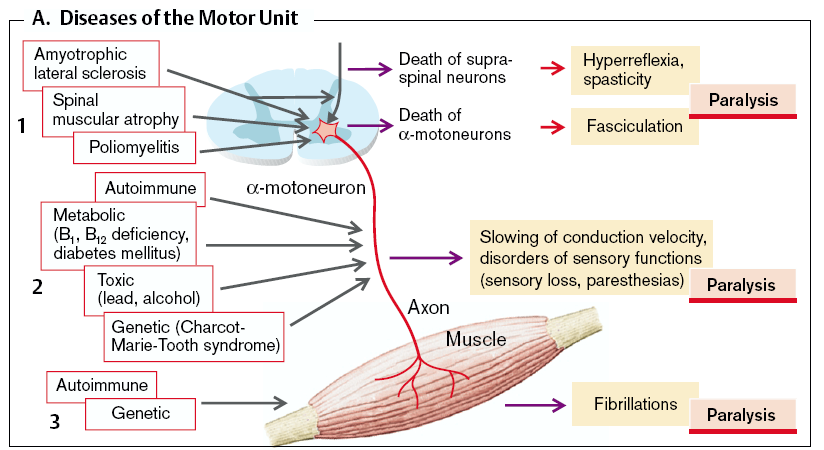 A. Diseases of the Motor Unit
Amyotrophic
lateral sclerosis
Spinal
muscular atrophy
1
Poliomyelitis
Death of supra-
spinal neurons
Hyperreflexia,
spasticity
Paralysis
Death of
α-motoneurons
Fasciculation
α-motoneuron
Autoimmune
Metabolic
(B1, B12 deficiency,
diabetes mellitus)
2
Toxic
(lead, alcohol)
Genetic (Charcot-
Marie-Tooth syndrome)
Slowing of conduction velocity,
disorders of sensory functions
(sensory loss, paresthesias)
Paralysis
Axon
Muscle
Autoimmune
3
Genetic
Fibrillations
Paralysis